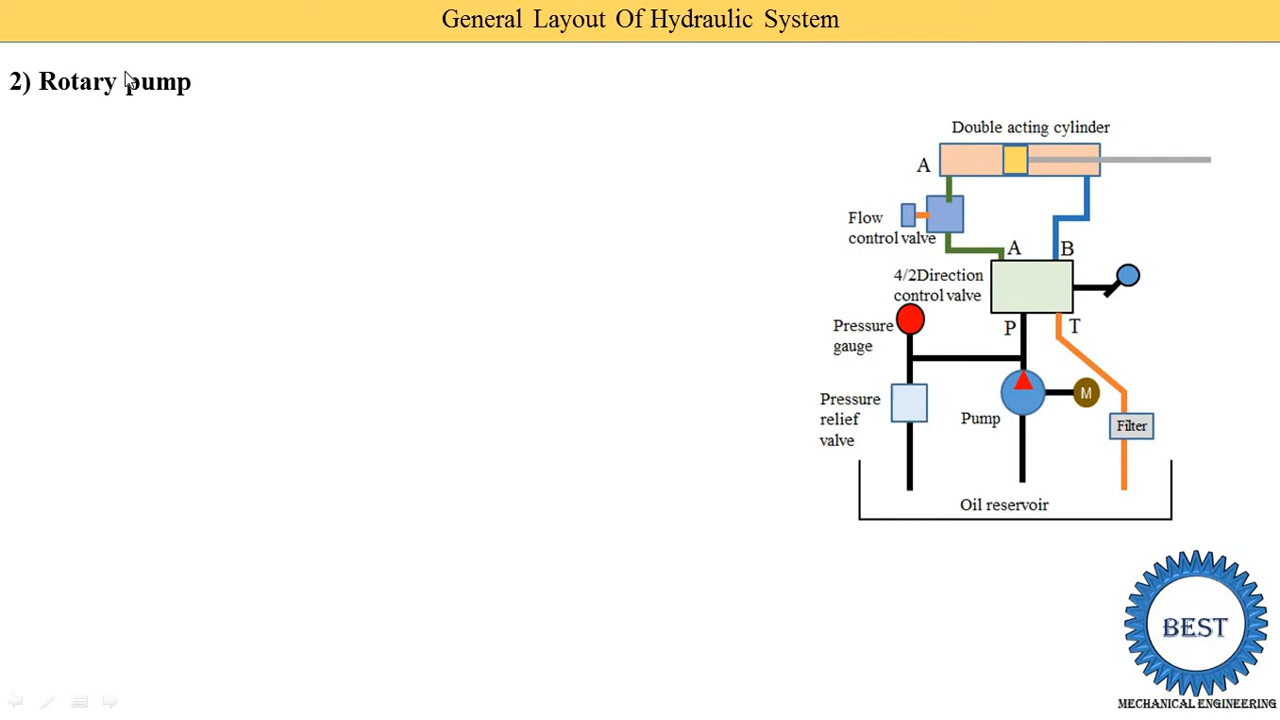 General Layout Of Hydraulic System
2) Rotary pump
Double acting cylinder
A
Flow
control valve
A
B
4/2Direction
control valve
Pressure
gauge
P
T
Pressure
relief
valve
Pump
M
Filter
Oil reservoir
BEST
MECHANICAL ENGINEERING